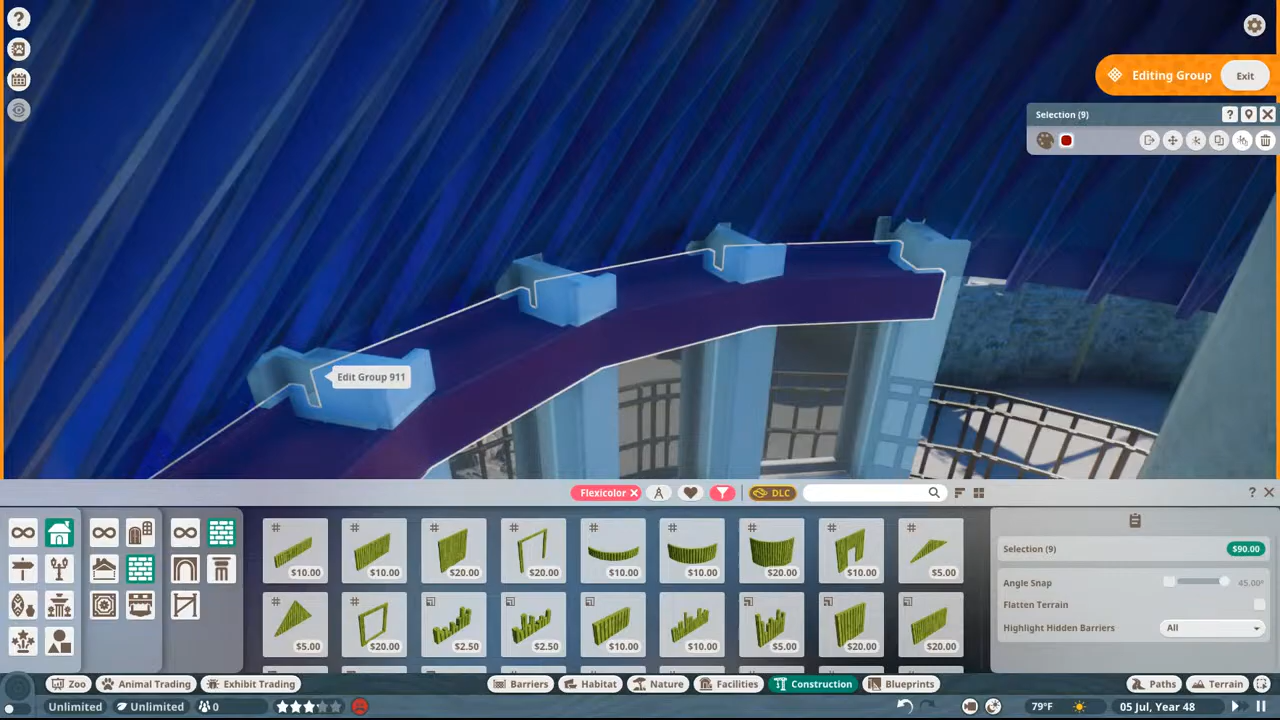 ?
Editing Group
Exit
Selection (9)
?
Edit Group 911
Flexicolor
DLC
?
$10.00
$10.00
$20.00
$20.00
$10.00
$10.00
$20.00
$10.00
$5.00
$5.00
$20.00
$2.50
$2.50
$10.00
$10.00
$5.00
$20.00
$20.00
Selection (9)
$90.00
Angle Snap
45.00°
Flatten Terrain
Highlight Hidden Barriers
All
Zoo
Animal Trading
Exhibit Trading
Barriers
Habitat
Nature
Facilities
Construction
Blueprints
Paths
Terrain
Unlimited
Unlimited
0
79°F
05 Jul, Year 48